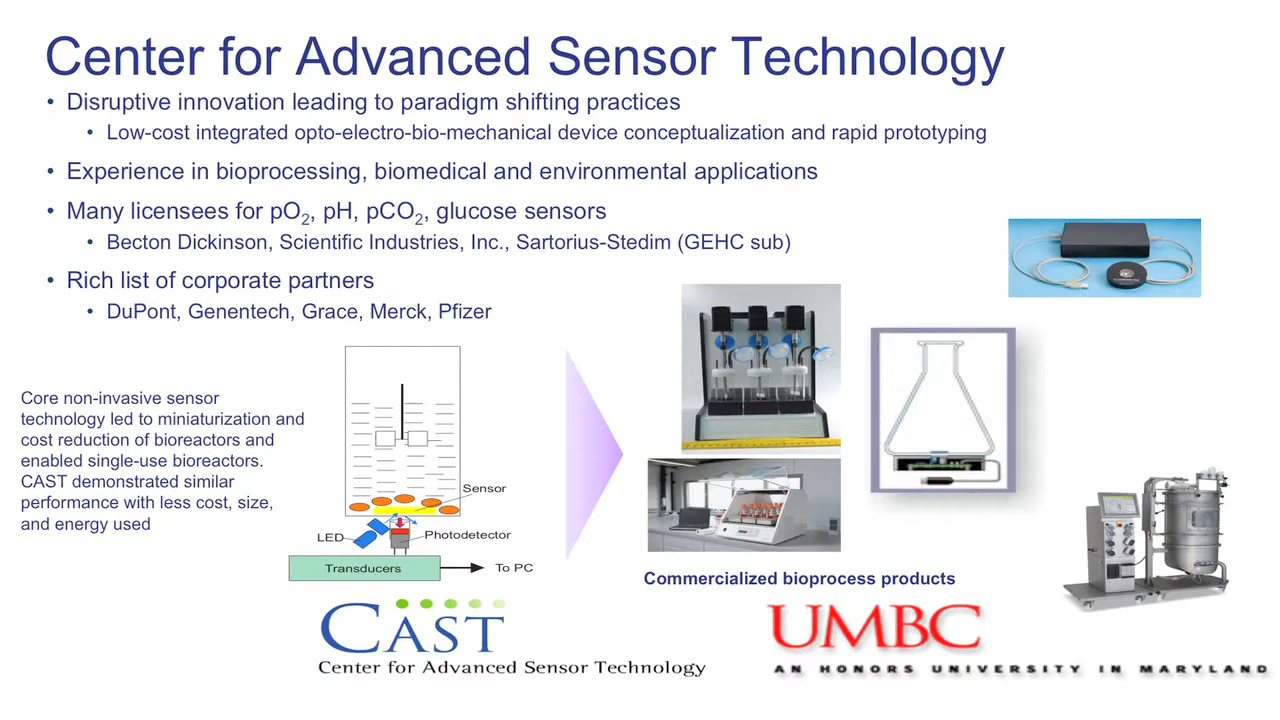 Center for Advanced Sensor Technology
• Disruptive innovation leading to paradigm shifting practices
• Low-cost integrated opto-electro-bio-mechanical device conceptualization and rapid prototyping
• Experience in bioprocessing, biomedical and environmental applications
• Many licensees for pO2, pH, pCO2, glucose sensors
• Becton Dickinson, Scientific Industries, Inc., Sartorius-Stedim (GEHC sub)
• Rich list of corporate partners
• DuPont, Genentech, Grace, Merck, Pfizer
Core non-invasive sensor
technology led to miniaturization and
cost reduction of bioreactors and
enabled single-use bioreactors.
CAST demonstrated similar
performance with less cost, size,
and energy used
Sensor
LED
Photodetector
Transducers
To PC
Commercialized bioprocess products
CAST
Center for Advanced Sensor Technology
UMBC
AN HONORS UNIVERSITY IN MARYLAND